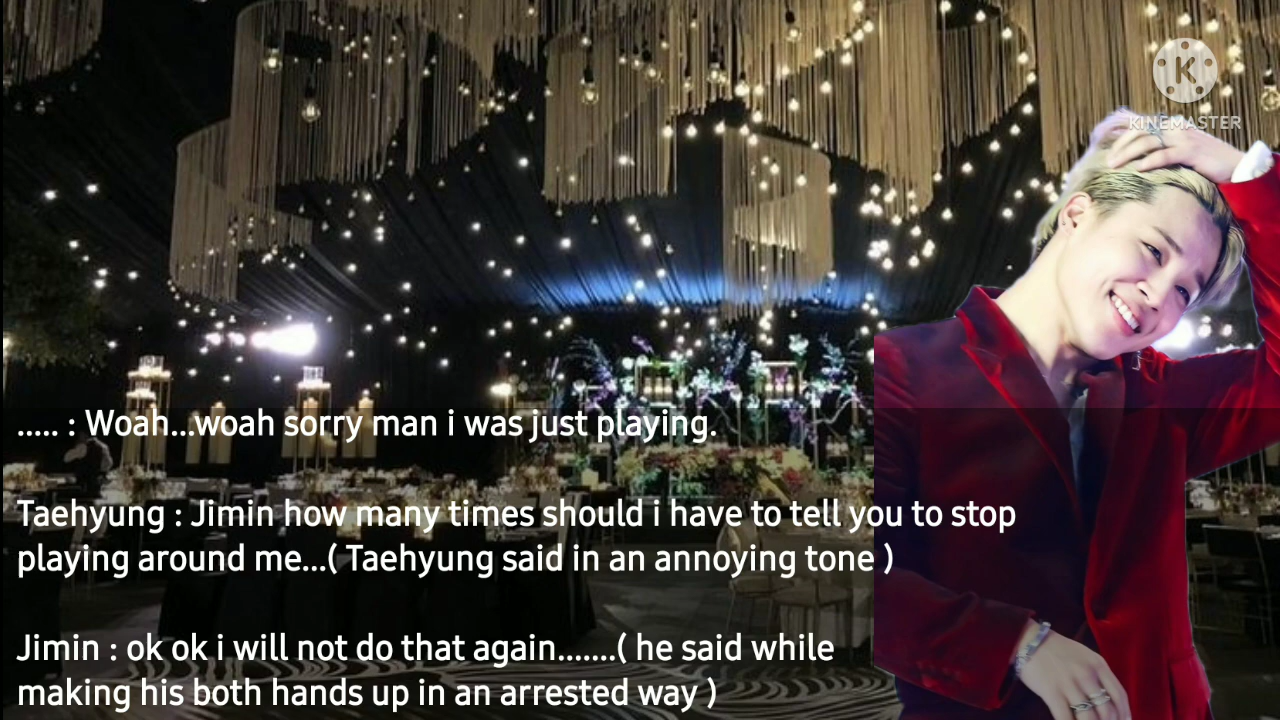 K
KINEMASTER
..... : Woah...woah sorry man i was just playing.
Taehyung : Jimin how many times should i have to tell you to stop
playing around me...( Taehyung said in an annoying tone )
Jimin : ok ok i will not do that again.......( he said while
making his both hands up in an arrested way )